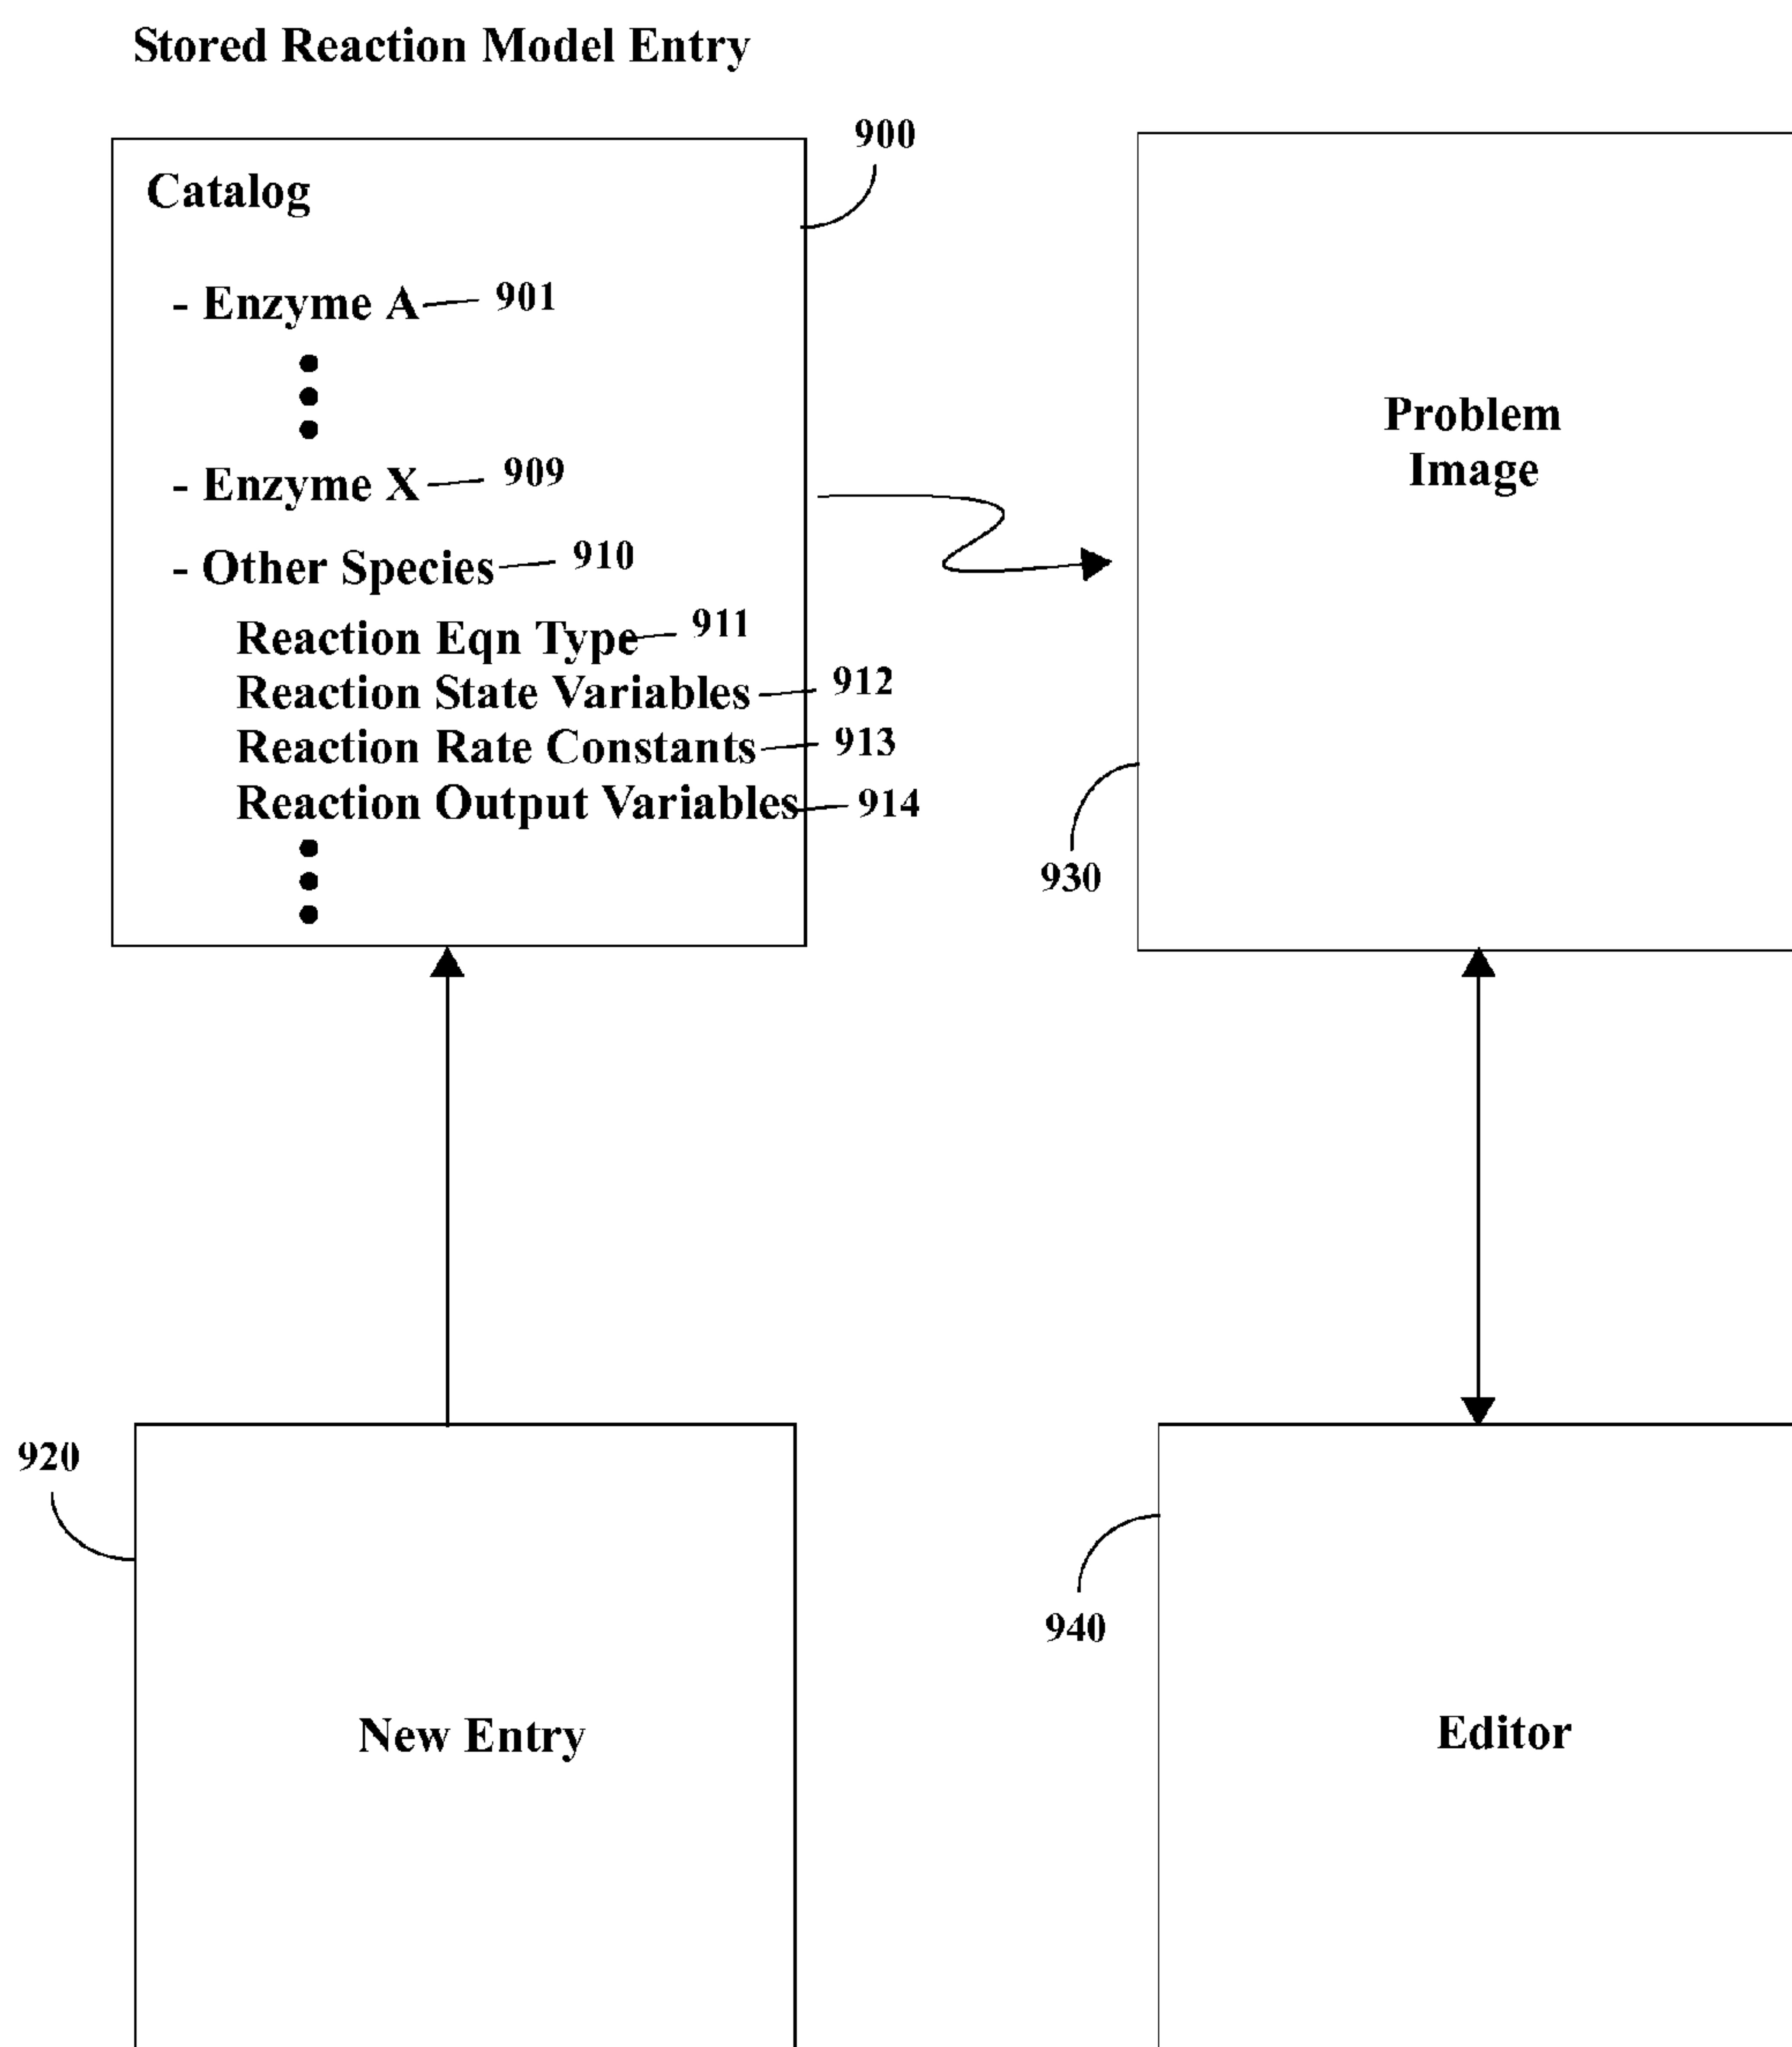 Stored Reaction Model Entry
900
Catalog
- Enzyme A 901
- Enzyme X 909
- Other Species 910
Reaction Eqn Type 911
Reaction State Variables 912
Reaction Rate Constants 913
Reaction Output Variables 914
Problem
Image
930
920
New Entry
940
Editor